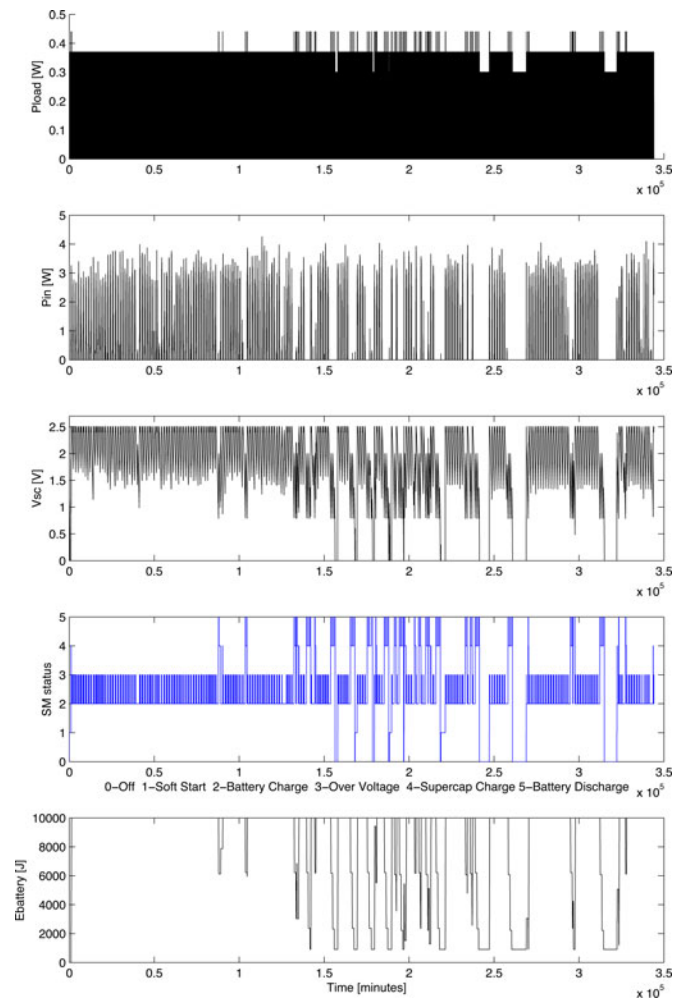 0.5
0.4
0.3
0.2
0.1
0
Pload [W]
0 0.5 1 1.5 2 2.5 3 3.5
x 10^5
5
4
3
2
1
0
Pin [W]
0 0.5 1 1.5 2 2.5 3 3.5
x 10^5
2.5
2
1.5
1
0.5
0
Vsc [V]
0 0.5 1 1.5 2 2.5 3 3.5
x 10^5
5
4
3
2
1
0
SM status
0 0.5 1 1.5 2 2.5 3 3.5
0−Off 1−Soft Start 2−Battery Charge 3−Over Voltage 4−Supercap Charge 5−Battery Discharge
x 10^5
10000
8000
6000
4000
2000
0
Ebattery [J]
0 0.5 1 1.5 2 2.5 3 3.5
Time [minutes]
x 10^5